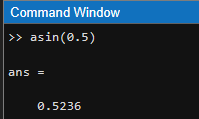 Command Window
>> asin(0.5)
ans =
0.5236